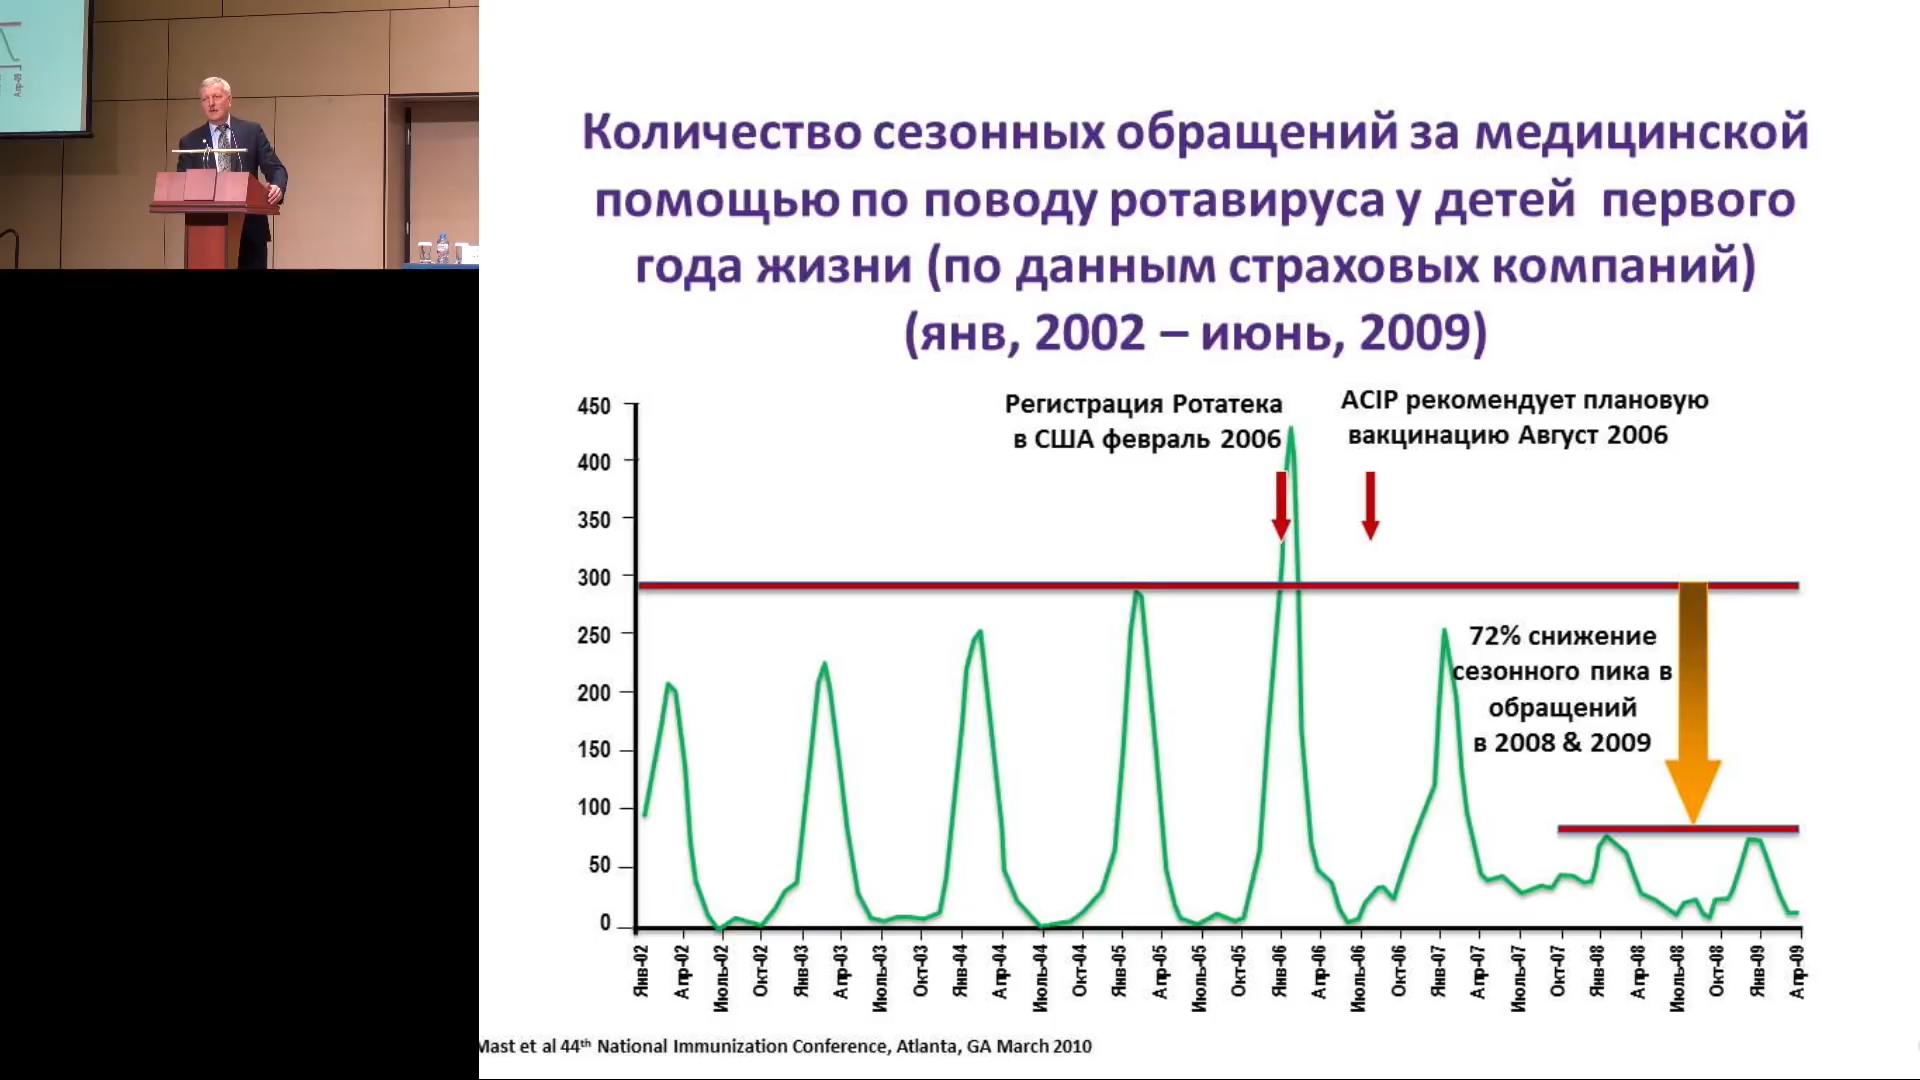 Апр-09
Количество сезонных обращений за медицинской
помощью по поводу ротавируса у детей первого
года жизни (по данным страховых компаний)
(янв, 2002 – июнь, 2009)
Регистрация Ротатека
в США февраль 2006
ACIP рекомендует плановую
вакцинацию Август 2006
450
400
350
300
250
200
150
100
50
0
72% снижение
сезонного пика в
обращений
в 2008 & 2009
Янв-02
Апр-02
Июль-02
Окт-02
Янв-03
Апр-03
Июль-03
Окт-03
Янв-04
Апр-04
Июль-04
Окт-04
Янв-05
Апр-05
Июль-05
Окт-05
Янв-06
Апр-06
Июль-06
Окт-06
Янв-07
Апр-07
Июль-07
Окт-07
Янв-08
Апр-08
Июль-08
Окт-08
Янв-09
Апр-09
Mast et al 44th National Immunization Conference, Atlanta, GA March 2010